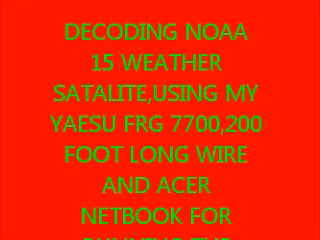 DECODING NOAA
15 WEATHER
SATALITE,USING MY
YAESU FRG 7700,200
FOOT LONG WIRE
AND ACER
NETBOOK FOR